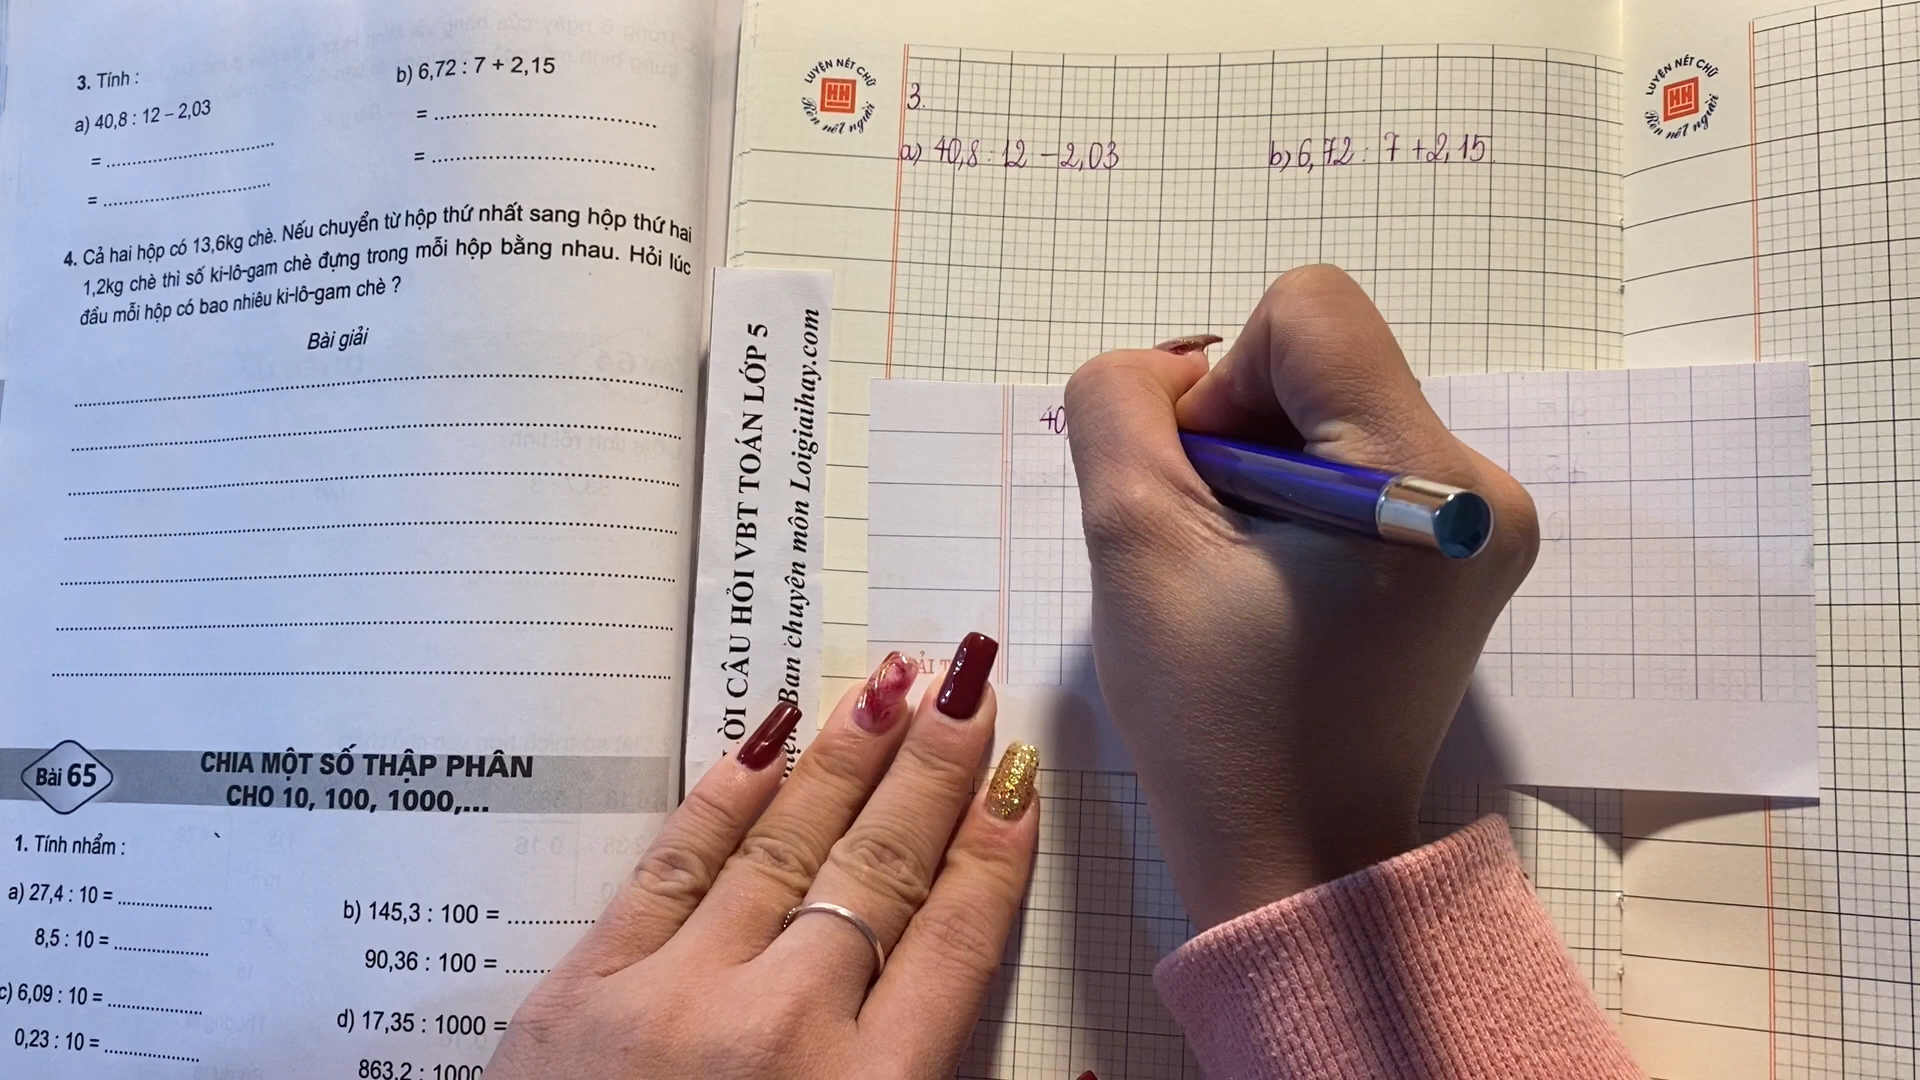 3. Tính :
a) 40,8 : 12 – 2,03
= ..............................
= ..............................
b) 6,72 : 7 + 2,15
= ..............................
= ..............................
4. Cả hai hộp có 13,6kg chè. Nếu chuyển từ hộp thứ nhất sang hộp thứ hai
1,2kg chè thì số ki-lô-gam chè đựng trong mỗi hộp bằng nhau. Hỏi lúc
đầu mỗi hộp có bao nhiêu ki-lô-gam chè ?
Bài giải
Bài 65
CHIA MỘT SỐ THẬP PHÂN
CHO 10, 100, 1000,...
1. Tính nhẩm :
a) 27,4 : 10 = ...............
8,5 : 10 = ...............
c) 6,09 : 10 = ...............
0,23 : 10 = ...............
b) 145,3 : 100 = ...............
90,36 : 100 = .......
d) 17,35 : 1000 =
863,2 : 1000
CÂU HỎI VBT TOÁN LỚP 5
Ban chuyên môn Loigiaihay.com
LUYỆN NÉT CHỮ
HH
Rèn nết người
3.
a) 40,8 : 12 – 2,03
b) 6,72 : 7 + 2,15
40,
LUYỆN NÉT CHỮ
HH
Rèn nết người